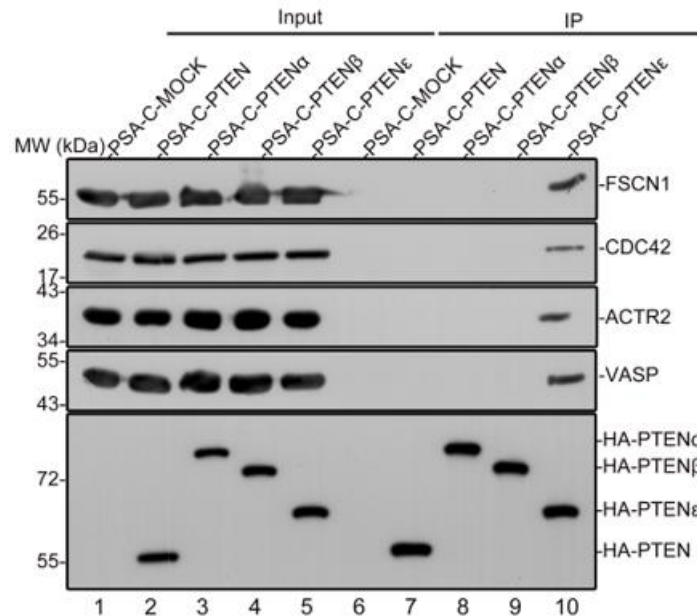 Input IP
PSA-C-MOCK PSA-C-PTEN PSA-C-PTENα PSA-C-PTENβ PSA-C-PTENε PSA-C-MOCK PSA-C-PTEN PSA-C-PTENα PSA-C-PTENβ PSA-C-PTENε
MW (kDa)
55 FSCN1
26
17 CDC42
43
34 ACTR2
55
43 VASP
HA-PTENα
72 HA-PTENβ
HA-PTENε
55 HA-PTEN
1 2 3 4 5 6 7 8 9 10